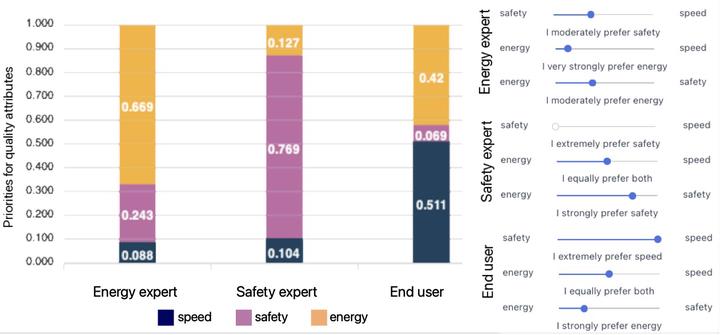 Priorities for quality attributes
1.000
0.900
0.800
0.700
0.600
0.500
0.400
0.300
0.200
0.100
0.000
0.669
0.243
0.088
0.127
0.769
0.104
0.42
0.069
0.511
Energy expert
Safety expert
End user
speed
safety
energy
Energy expert
safety speed
I moderately prefer safety
energy speed
I very strongly prefer energy
energy safety
I moderately prefer energy
Safety expert
safety speed
I extremely prefer safety
energy speed
I equally prefer both
energy safety
I strongly prefer safety
End user
safety speed
I extremely prefer speed
energy speed
I equally prefer both
energy safety
I strongly prefer energy